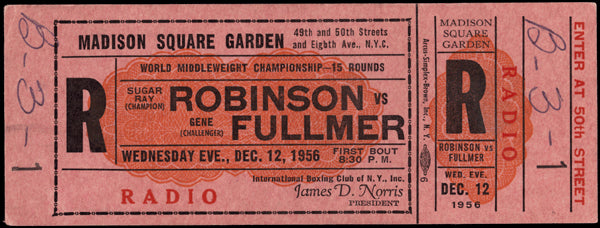 B-3-1
MADISON SQUARE GARDEN
49th and 50th Streets
and Eighth Ave., N.Y.C.
WORLD MIDDLEWEIGHT CHAMPIONSHIP—15 ROUNDS
R
SUGAR
RAY
(CHAMPION)
ROBINSON VS
GENE
(CHALLENGER)
FULLMER
WEDNESDAY EVE., DEC. 12, 1956
FIRST BOUT
8:30 P. M.
RADIO
International Boxing Club of N. Y., Inc.
James D. Norris
PRESIDENT
Arcus-Simplex-Brown, Inc., N. Y.
6
MADISON
SQUARE
GARDEN
R
RADIO
ROBINSON VS
FULLMER
WED. EVE.
DEC. 12
1956
B-3-1
ENTER AT 50th STREET